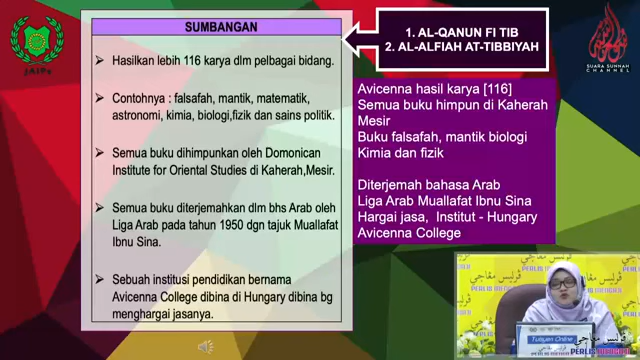 SUMBANGAN
Hasilkan lebih 116 karya dlm pelbagai bidang.
Contohnya : falsafah, mantik, matematik,
astronomi, kimia, biologi,fizik dan sains politik.
Semua buku dihimpunkan oleh Domonican
Institute for Oriental Studies di Kaherah,Mesir.
Semua buku diterjemahkan dlm bhs Arab oleh
Liga Arab pada tahun 1950 dgn tajuk Muallafat
Ibnu Sina.
Sebuah institusi pendidikan bernama
Avicenna College dibina di Hungary dibina bg
menghargai jasanya.
1. AL-QANUN FI TIB
2. AL-ALFIAH AT-TIBBIYAH
Avicenna hasil karya [116]
Semua buku himpun di Kaherah
Mesir
Buku falsafah, mantik biologi
Kimia dan fizik
Diterjemah bahasa Arab
Liga Arab Muallafat Ibnu Sina
Hargai jasa, Institut - Hungary
Avicenna College
JAIPs
SUARA SUNNAH
CHANNEL
Tuisyen Online